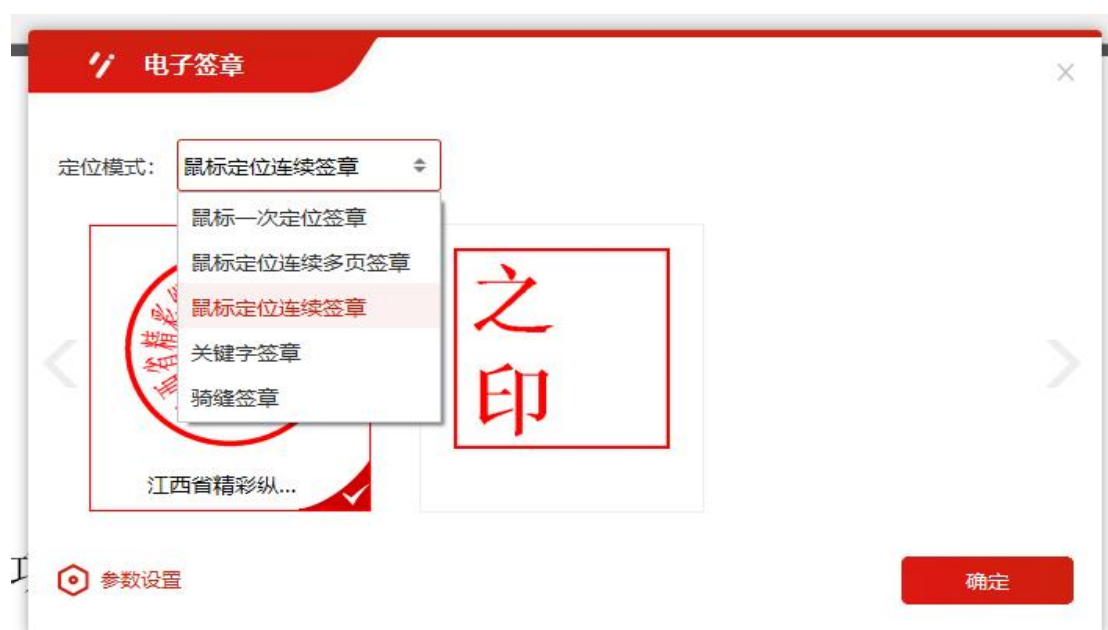 电子签章
定位模式：
鼠标定位连续签章
鼠标一次定位签章
鼠标定位连续多页签章
鼠标定位连续签章
关键字签章
骑缝签章
之
印
江西省精彩纵...
参数设置
确定